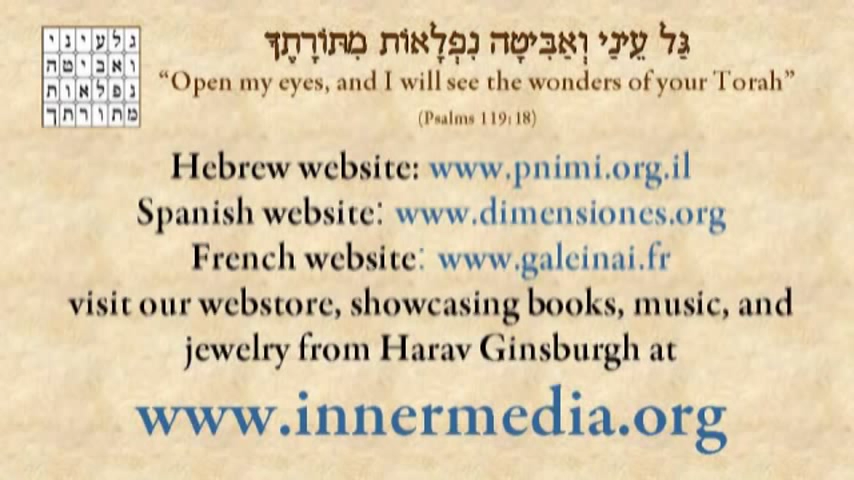 גלעיני
ואביטה
נפלאות
מתורתך
גַּל עֵינַי וְאַבִּיטָה נִפְלָאוֹת מִתּוֹרָתֶךָ
“Open my eyes, and I will see the wonders of your Torah”
(Psalms 119:18)
Hebrew website: www.pnimi.org.il
Spanish website: www.dimensiones.org
French website: www.galeinai.fr
visit our webstore, showcasing books, music, and
jewelry from Harav Ginsburgh at
www.innermedia.org